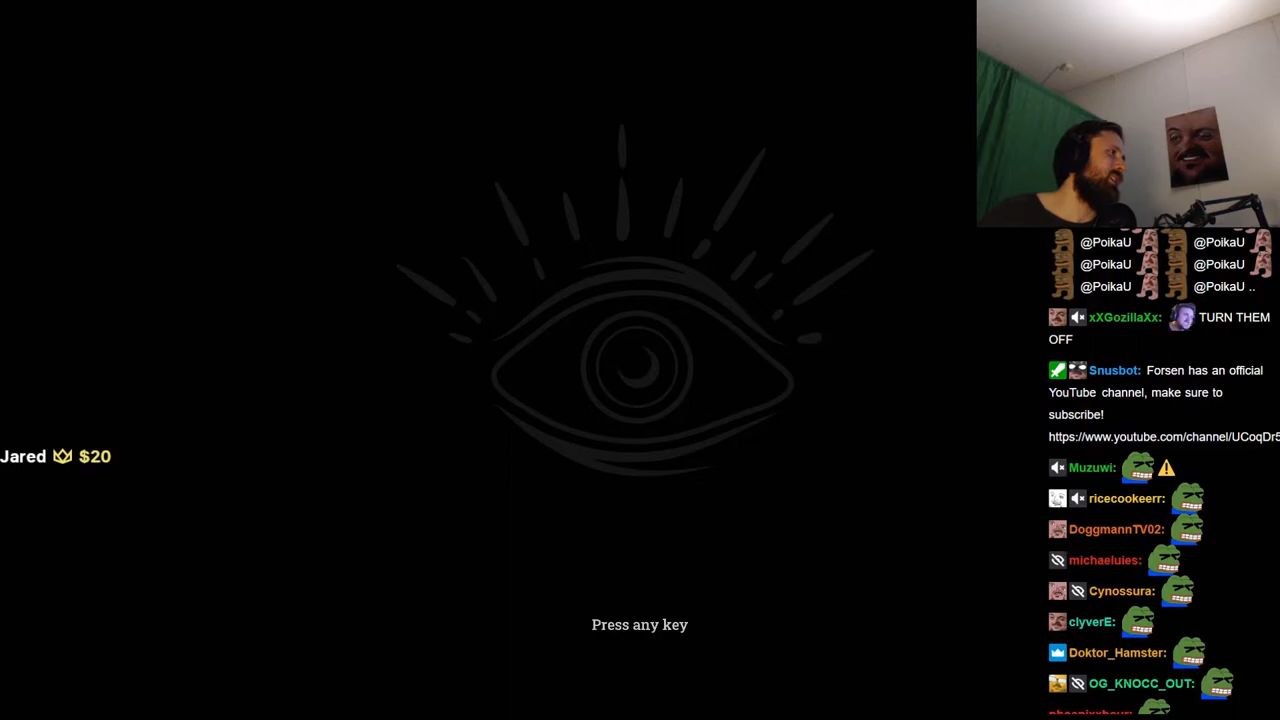 @PoikaU @PoikaU
@PoikaU @PoikaU
@PoikaU @PoikaU ..
xXGozillaXx: TURN THEM
OFF
Snusbot: Forsen has an official
YouTube channel, make sure to
subscribe!
https://www.youtube.com/channel/UCoqDr5
Jared $20
Muzuwi:
ricecookeerr:
DoggmannTV02:
michaeluies:
Cynossura:
clyverE:
Press any key
Doktor_Hamster:
OG_KNOCC_OUT: